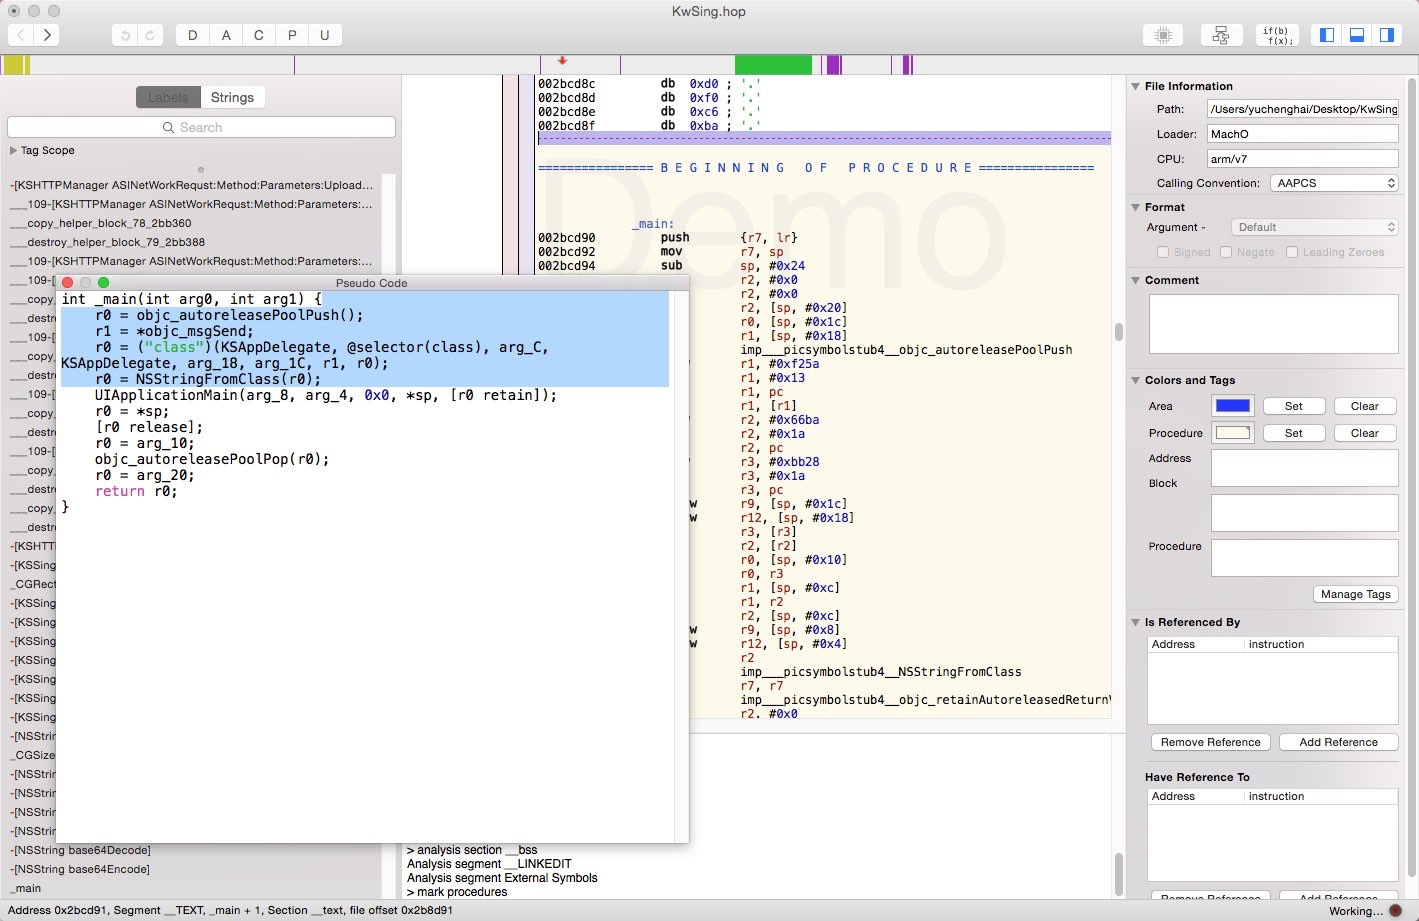 KwSing.hop
D A C P U
if(b)
f(x);
Labels Strings
Search
Tag Scope
-[KSHTTPManager ASINetWorkRequst:Method:Parameters:Upload...
___109-[KSHTTPManager ASINetWorkRequst:Method:Parameters:...
___copy_helper_block_78_2bb360
___destroy_helper_block_79_2bb388
___109-[KSHTTPManager ASINetWorkRequst:Method:Parameters:...
___109-[
___copy_
___destr
___109-[
___copy_
___destr
___109-[
___copy_
___destr
___109-[
___copy_
___destr
___copy_
___destr
-[KSHTT
-[KSSing
_CGRect
-[KSSing
-[KSSing
-[KSSing
-[KSSing
-[KSSing
-[KSSing
-[KSSing
-[NSStrin
_CGSize
-[NSStrin
-[NSStrin
-[NSStrin
-[NSStrin
-[NSString base64Decode]
-[NSString base64Encode]
_main
Pseudo Code
int _main(int arg0, int arg1) {
r0 = objc_autoreleasePoolPush();
r1 = *objc_msgSend;
r0 = ("class")(KSAppDelegate, @selector(class), arg_C,
KSAppDelegate, arg_18, arg_1C, r1, r0);
r0 = NSStringFromClass(r0);
UIApplicationMain(arg_8, arg_4, 0x0, *sp, [r0 retain]);
r0 = *sp;
[r0 release];
r0 = arg_10;
objc_autoreleasePoolPop(r0);
r0 = arg_20;
return r0;
}
Demo
002bcd8c db 0xd0 ; '.'
002bcd8d db 0xf0 ; '.'
002bcd8e db 0xc6 ; '.'
002bcd8f db 0xba ; '.'
================ B E G I N N I N G O F P R O C E D U R E ================
_main:
002bcd90 push {r7, lr}
002bcd92 mov r7, sp
002bcd94 sub sp, #0x24
r2, #0x0
r2, #0x0
r2, [sp, #0x20]
r0, [sp, #0x1c]
r1, [sp, #0x18]
imp___picsymbolstub4__objc_autoreleasePoolPush
r1, #0xf25a
r1, #0x13
r1, pc
r1, [r1]
r2, #0x66ba
r2, #0x1a
r2, pc
r3, #0xbb28
r3, #0x1a
r3, pc
w r9, [sp, #0x1c]
w r12, [sp, #0x18]
r3, [r3]
r2, [r2]
r0, [sp, #0x10]
r0, r3
r1, [sp, #0xc]
r1, r2
r2, [sp, #0xc]
w r9, [sp, #0x8]
w r12, [sp, #0x4]
r2
imp___picsymbolstub4__NSStringFromClass
r7, r7
imp___picsymbolstub4__objc_retainAutoreleasedReturnV
r2, #0x0
> analysis section __bss
Analysis segment __LINKEDIT
Analysis segment External Symbols
> mark procedures
File Information
Path: /Users/yuchenghai/Desktop/KwSing
Loader: MachO
CPU: arm/v7
Calling Convention: AAPCS
Format
Argument - Default
Signed Negate Leading Zeroes
Comment
Colors and Tags
Area Set Clear
Procedure Set Clear
Address
Block
Procedure
Manage Tags
Is Referenced By
Address instruction
Remove Reference Add Reference
Have Reference To
Address instruction
Remove Reference Add Reference
Address 0x2bcd91, Segment __TEXT, _main + 1, Section __text, file offset 0x2b8d91
Working...